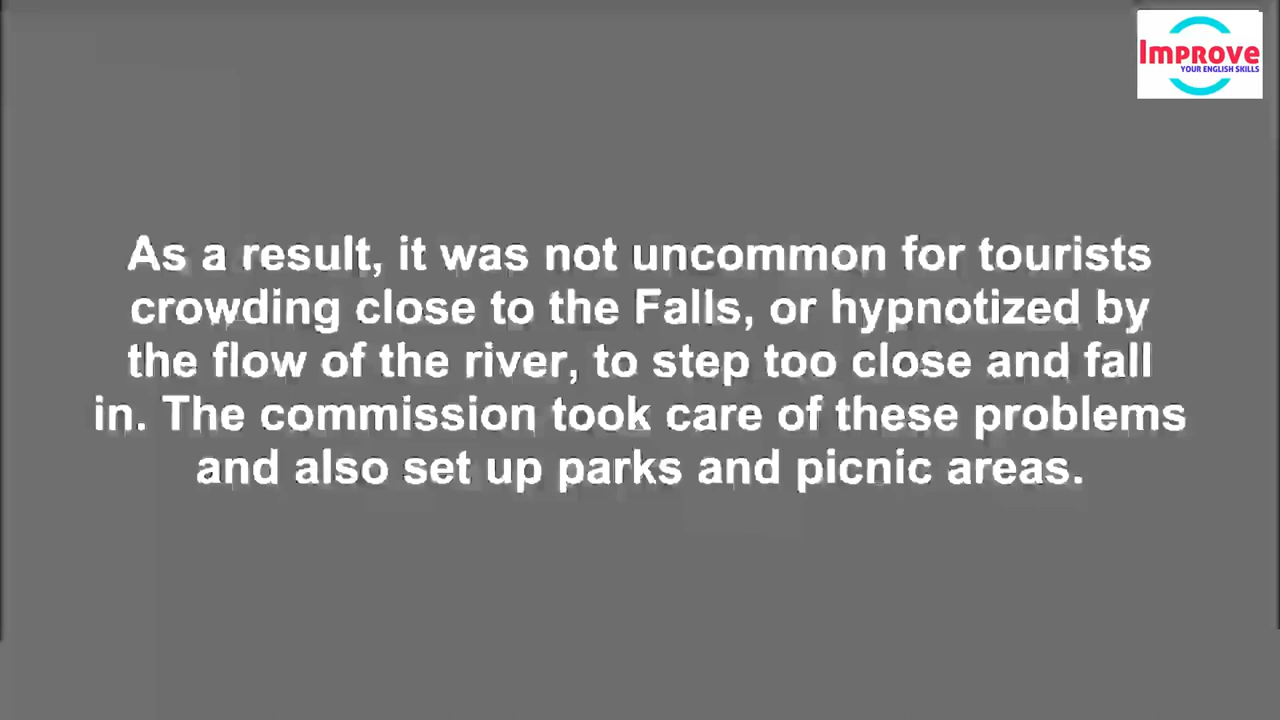 Improve
YOUR ENGLISH SKILLS
As a result, it was not uncommon for tourists
crowding close to the Falls, or hypnotized by
the flow of the river, to step too close and fall
in. The commission took care of these problems
and also set up parks and picnic areas.